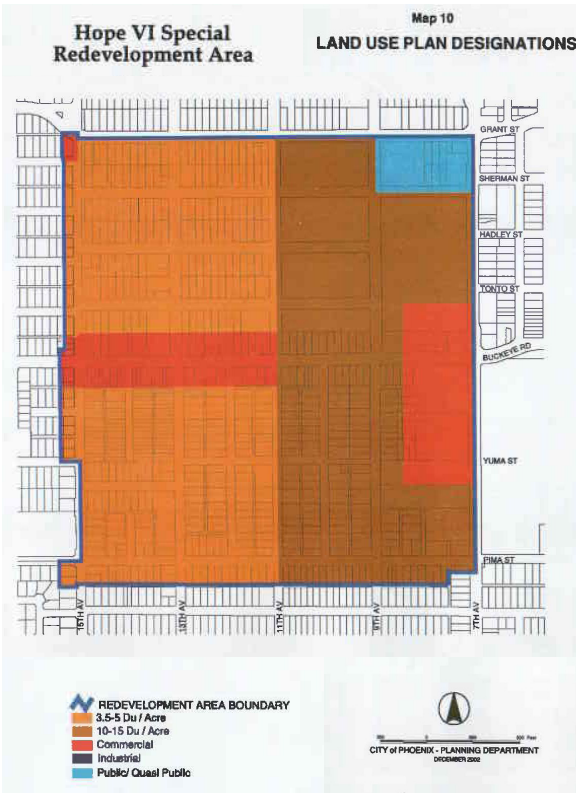 Hope VI Special
Redevelopment Area
Map 10
LAND USE PLAN DESIGNATIONS
GRANT ST
SHERMAN ST
HADLEY ST
TONTO ST
BUCKEYE RD
YUMA ST
PIMA ST
15TH AV
13TH AV
11TH AV
9TH AV
7TH AV
REDEVELOPMENT AREA BOUNDARY
3.5-5 Du / Acre
10-15 Du / Acre
Commercial
Industrial
Public/ Quasi Public
0
Feet
CITY of PHOENIX - PLANNING DEPARTMENT
DECEMBER 2002